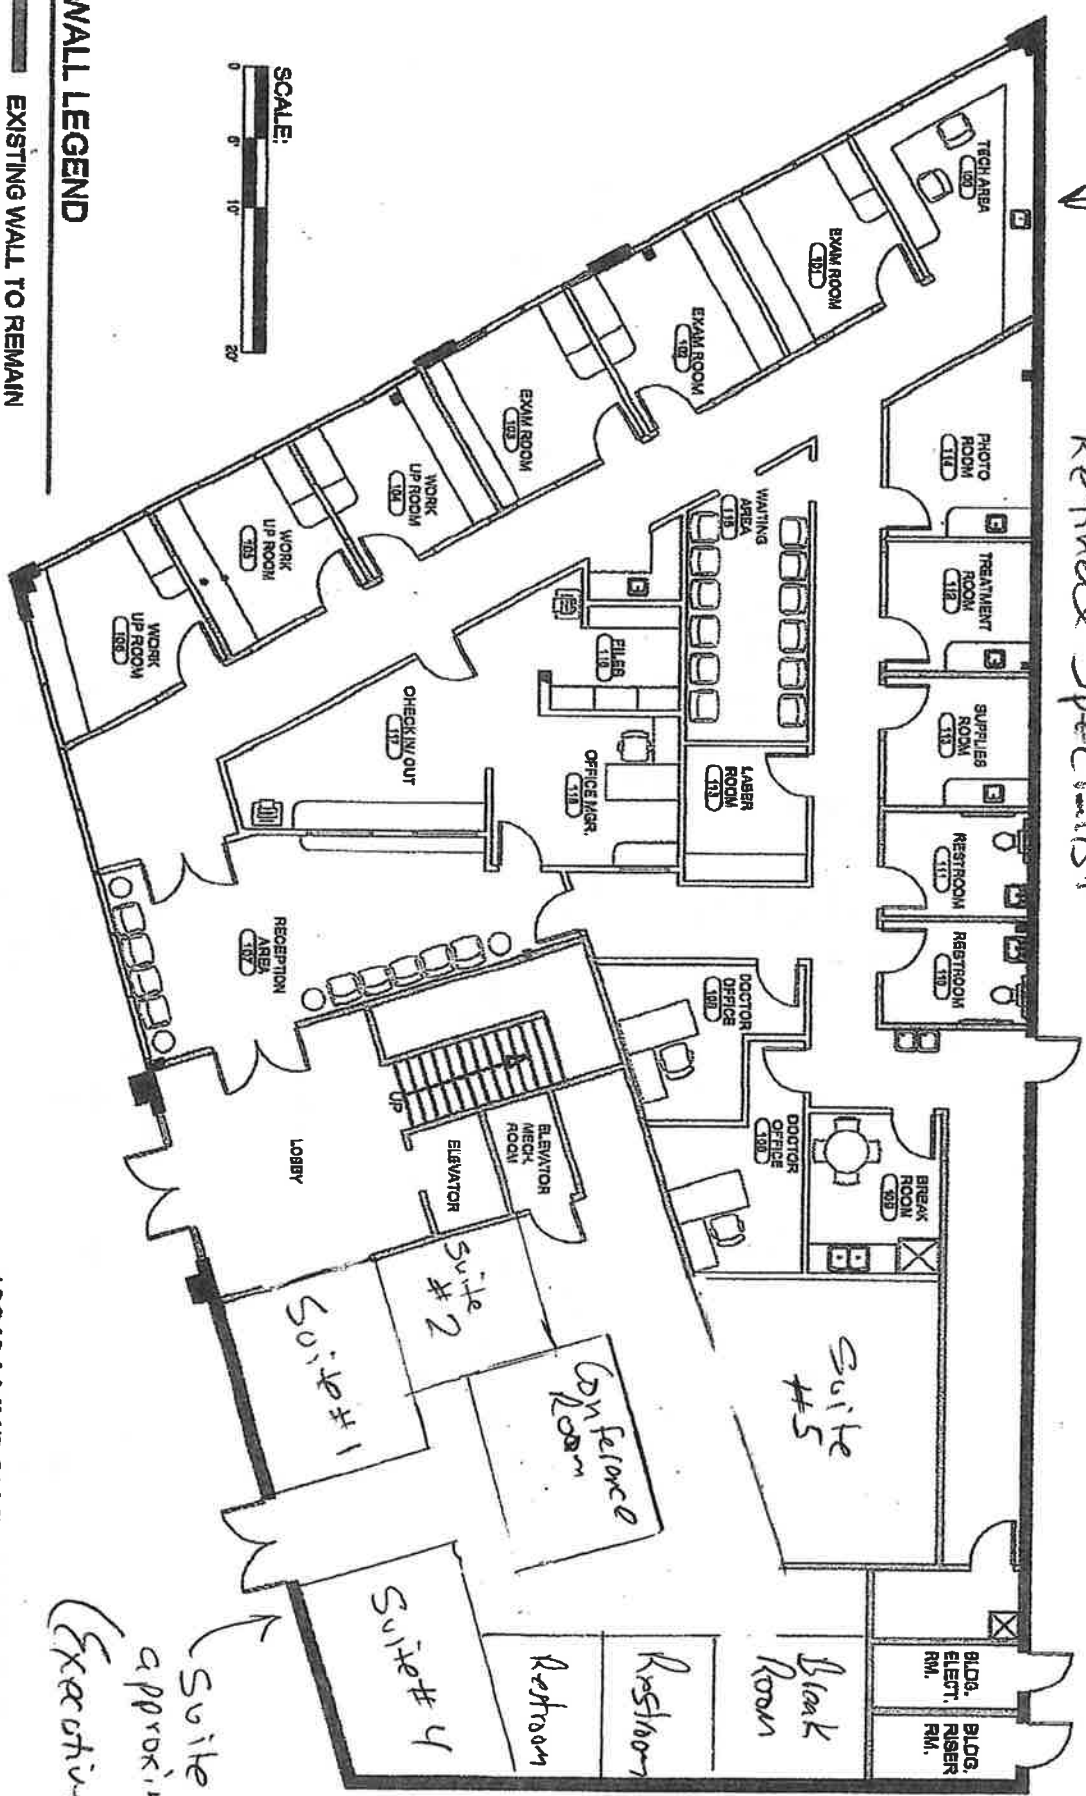 TECH AREA
100
EXAM ROOM
101
EXAM ROOM
102
EXAM ROOM
103
WORK
UP ROOM
104
WORK
UP ROOM
105
WORK
UP ROOM
106
PHOTO
ROOM
114
TREATMENT
ROOM
112
SUPPLIES
ROOM
113
RESTROOM
111
RESTROOM
110
WAITING
AREA
115
FILES
LASER
ROOM
113
OFFICE MGR.
118
CHECK IN/OUT
117
RECEPTION
AREA
107
DOCTOR
OFFICE
108
DOCTOR
OFFICE
BREAK
ROOM
109
UP
ELEVATOR
MECH.
ROOM
ELEVATOR
LOBBY
Suite
#5
Suite
#2
Suite #1
Conference
Room
Suite #4
Restroom
Restroom
Break
Room
BLDG.
ELECT.
RM.
BLDG.
RISER
RM.
SCALE:
0
10'
20'
WALL LEGEND
EXISTING WALL TO REMAIN
Suite